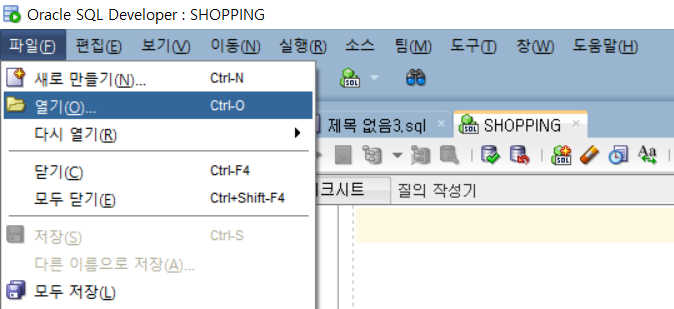 Oracle SQL Developer : SHOPPING
파일(F) 편집(E) 보기(V) 이동(N) 실행(R) 소스 팀(M) 도구(T) 창(W) 도움말(H)
새로 만들기(N)... Ctrl-N
SQL
열기(O)... Ctrl-O
제목 없음3.sql SHOPPING
다시 열기(R)
닫기(C) Ctrl-F4
모두 닫기(E) Ctrl+Shift-F4
크시트 질의 작성기
저장(S) Ctrl-S
다른 이름으로 저장(A)...
모두 저장(L)